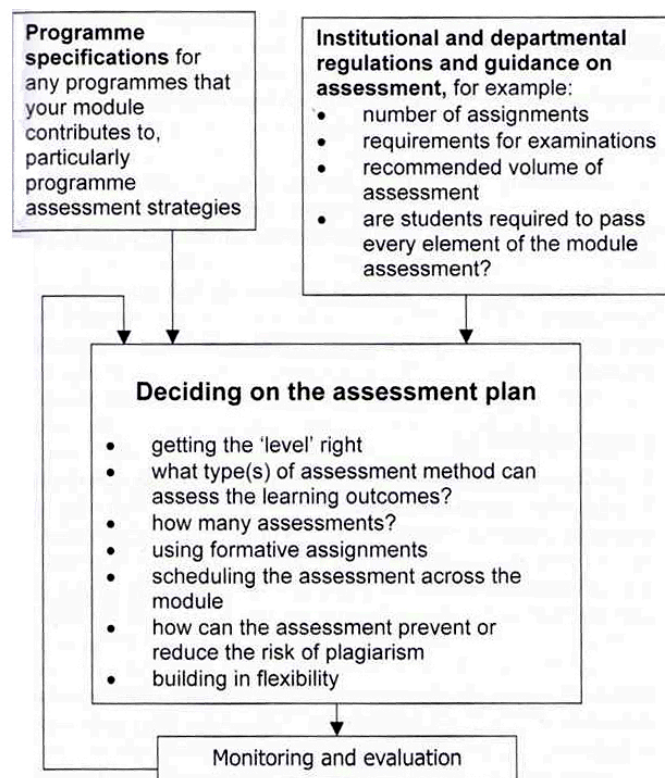 Programme
specifications for
any programmes that
your module
contributes to,
particularly
programme
assessment strategies
Institutional and departmental
regulations and guidance on
assessment, for example:
• number of assignments
• requirements for examinations
• recommended volume of
assessment
• are students required to pass
every element of the module
assessment?
Deciding on the assessment plan
• getting the ‘level’ right
• what type(s) of assessment method can
assess the learning outcomes?
• how many assessments?
• using formative assignments
• scheduling the assessment across the
module
• how can the assessment prevent or
reduce the risk of plagiarism
• building in flexibility
Monitoring and evaluation